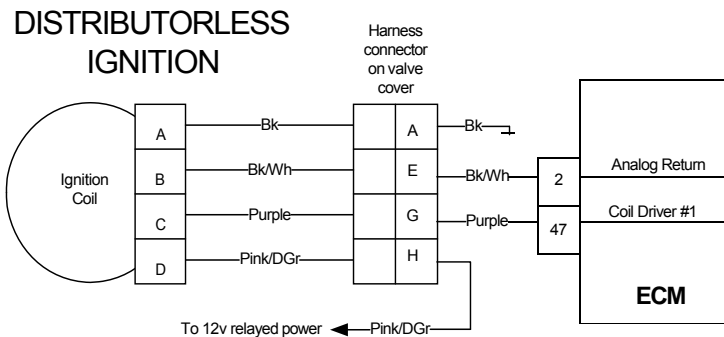 DISTRIBUTORLESS
IGNITION
Harness
connector
on valve
cover
A
Bk
A
Bk
Ignition
Coil
B
Bk/Wh
E
Bk/Wh
2
Analog Return
C
Purple
G
Purple
47
Coil Driver #1
D
Pink/DGr
H
ECM
To 12v relayed power
Pink/DGr